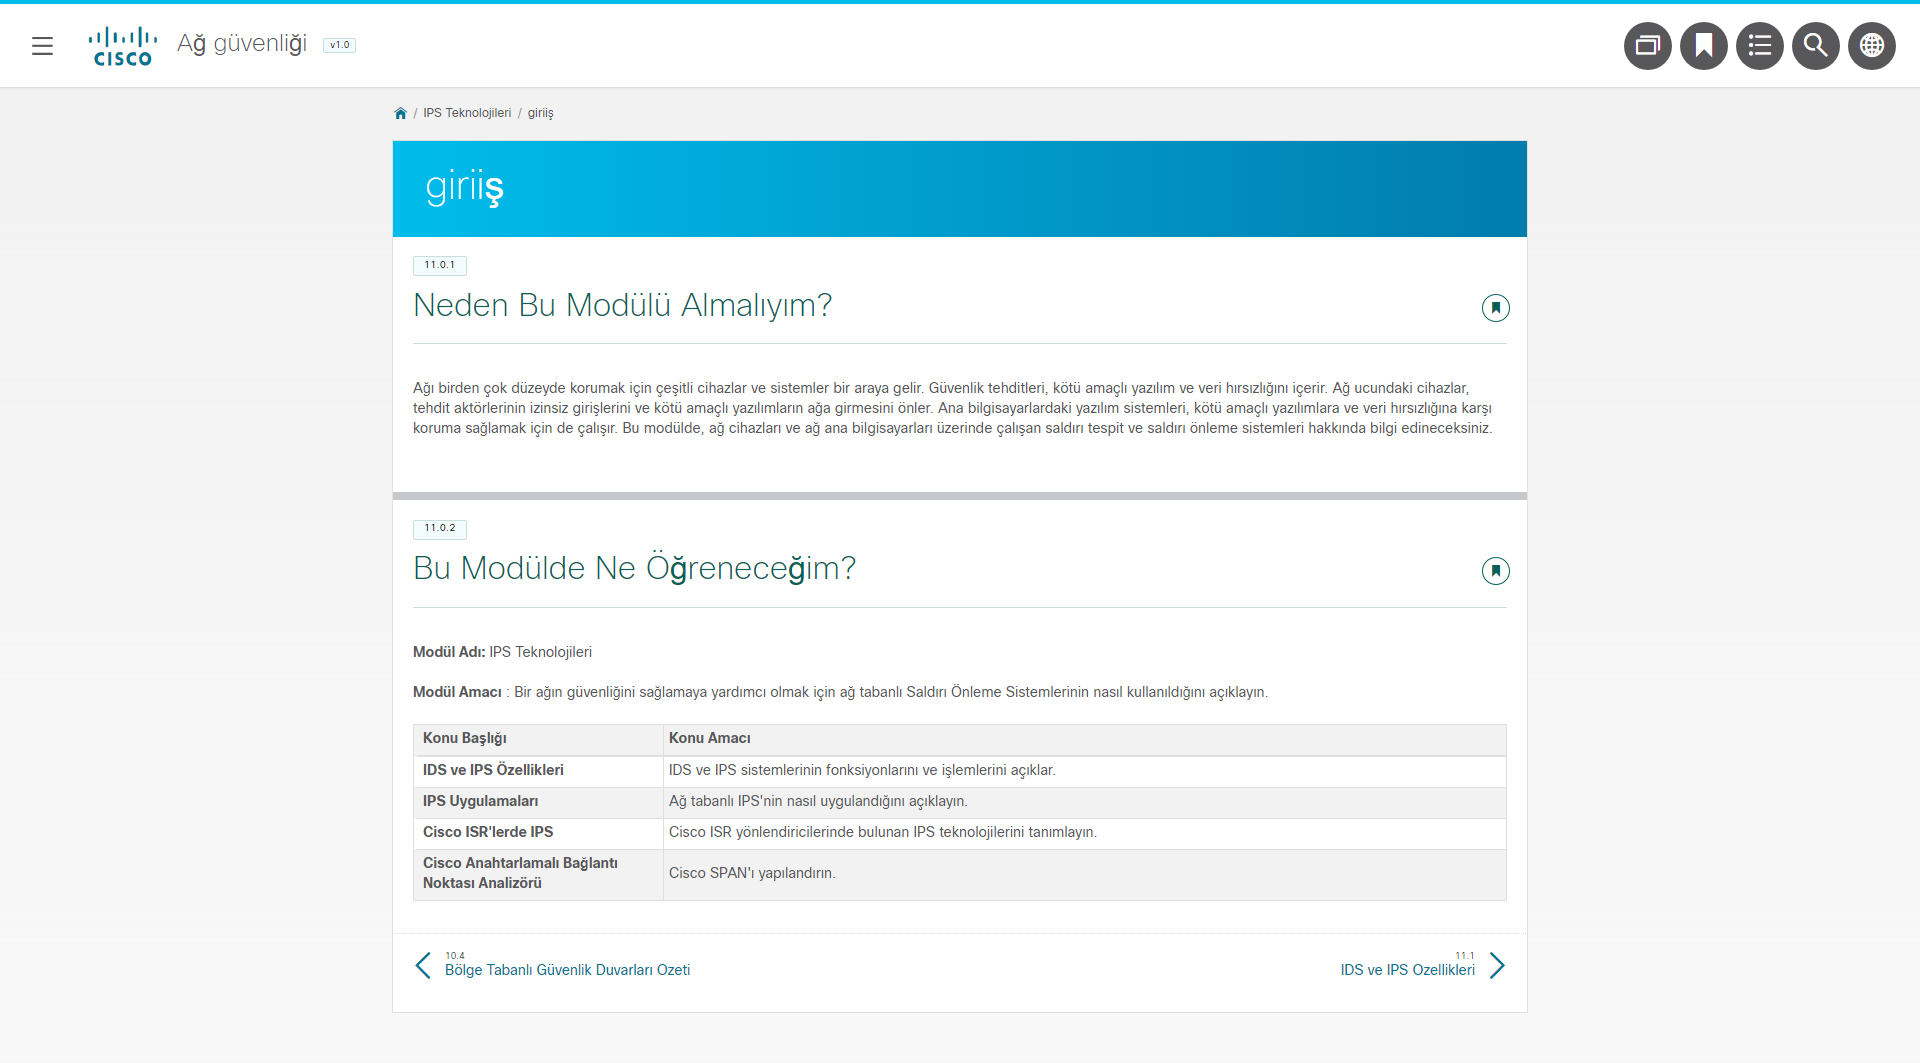 CISCO
Ağ güvenliği
v1.0
/ IPS Teknolojileri / giriiş
giriiş
11.0.1
Neden Bu Modülü Almalıyım?
Ağı birden çok düzeyde korumak için çeşitli cihazlar ve sistemler bir araya gelir. Güvenlik tehditleri, kötü amaçlı yazılım ve veri hırsızlığını içerir. Ağ ucundaki cihazlar,
tehdit aktörlerinin izinsiz girişlerini ve kötü amaçlı yazılımların ağa girmesini önler. Ana bilgisayarlardaki yazılım sistemleri, kötü amaçlı yazılımlara ve veri hırsızlığına karşı
koruma sağlamak için de çalışır. Bu modülde, ağ cihazları ve ağ ana bilgisayarları üzerinde çalışan saldırı tespit ve saldırı önleme sistemleri hakkında bilgi edineceksiniz.
11.0.2
Bu Modülde Ne Öğreneceğim?
Modül Adı: IPS Teknolojileri
Modül Amacı : Bir ağın güvenliğini sağlamaya yardımcı olmak için ağ tabanlı Saldırı Önleme Sistemlerinin nasıl kullanıldığını açıklayın.
Konu Başlığı Konu Amacı
IDS ve IPS Özellikleri IDS ve IPS sistemlerinin fonksiyonlarını ve işlemlerini açıklar.
IPS Uygulamaları Ağ tabanlı IPS'nin nasıl uygulandığını açıklayın.
Cisco ISR'lerde IPS Cisco ISR yönlendiricilerinde bulunan IPS teknolojilerini tanımlayın.
Cisco Anahtarlamalı Bağlantı
Noktası Analizörü
Cisco SPAN'ı yapılandırın.
10.4
Bölge Tabanlı Güvenlik Duvarları Ozeti
11.1
IDS ve IPS Ozellikleri